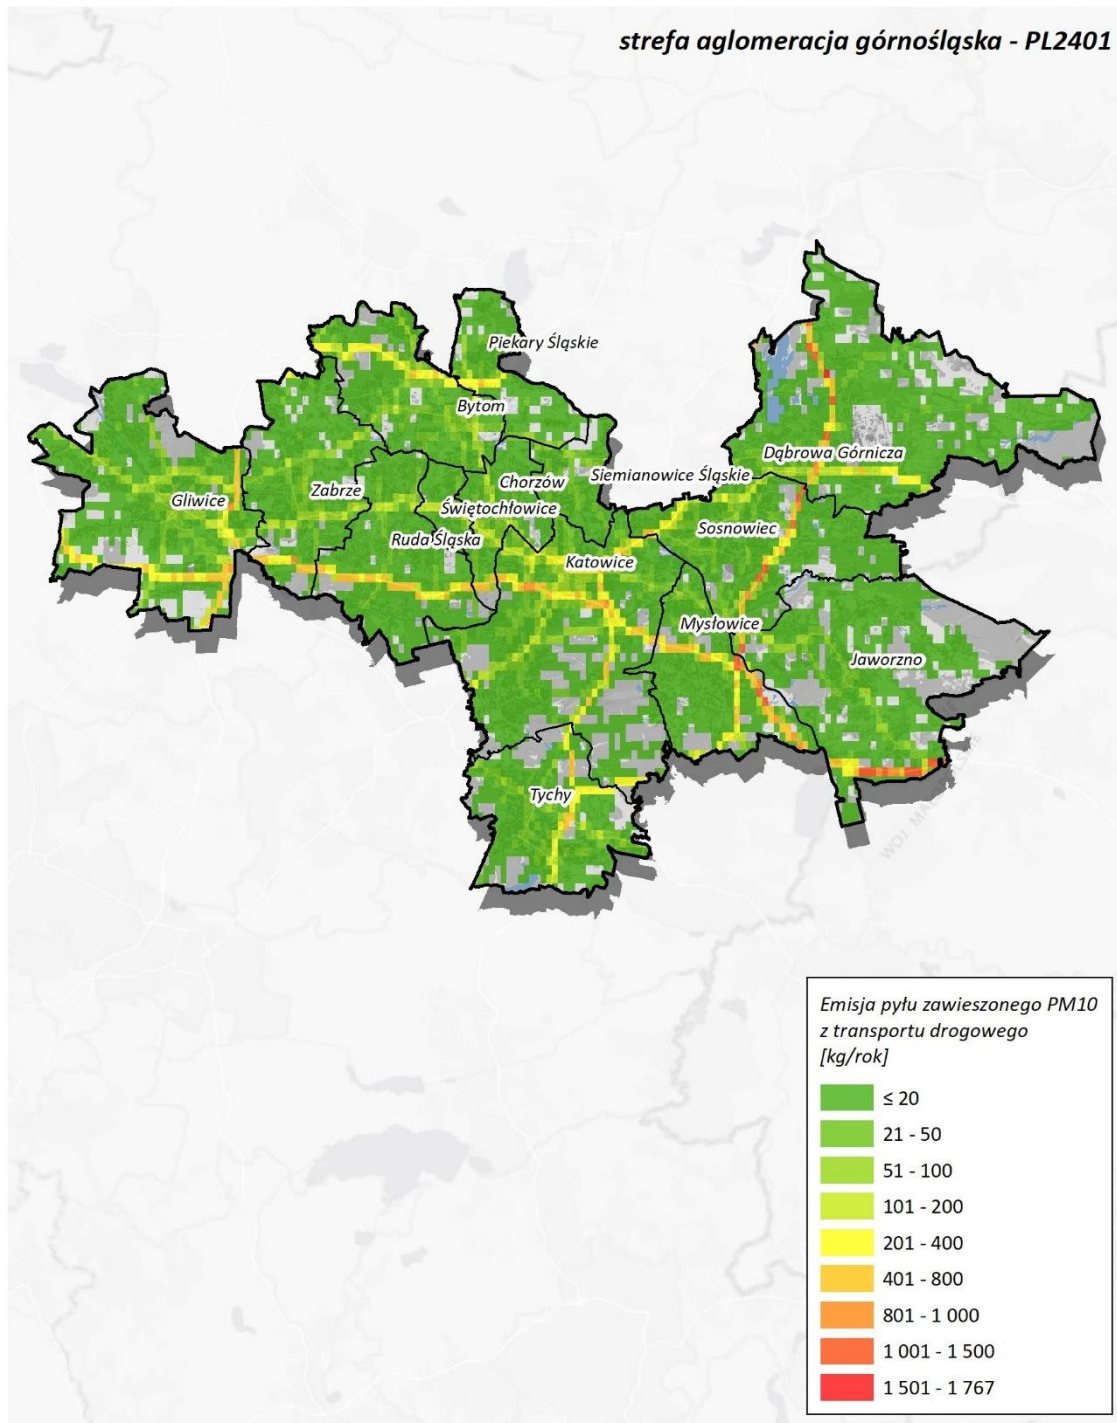 strefa aglomeracja górnośląska - PL2401
Piekary Śląskie
Bytom
Dąbrowa Górnicza
Siemianowice Śląskie
Chorzów
Zabrze
Gliwice
Świętochłowice
Sosnowiec
Ruda Śląska
Katowice
Mysłowice
Jaworzno
Tychy
Emisja pyłu zawieszonego PM10
z transportu drogowego
[kg/rok]
≤ 20
21 - 50
51 - 100
101 - 200
201 - 400
401 - 800
801 - 1 000
1 001 - 1 500
1 501 - 1 767